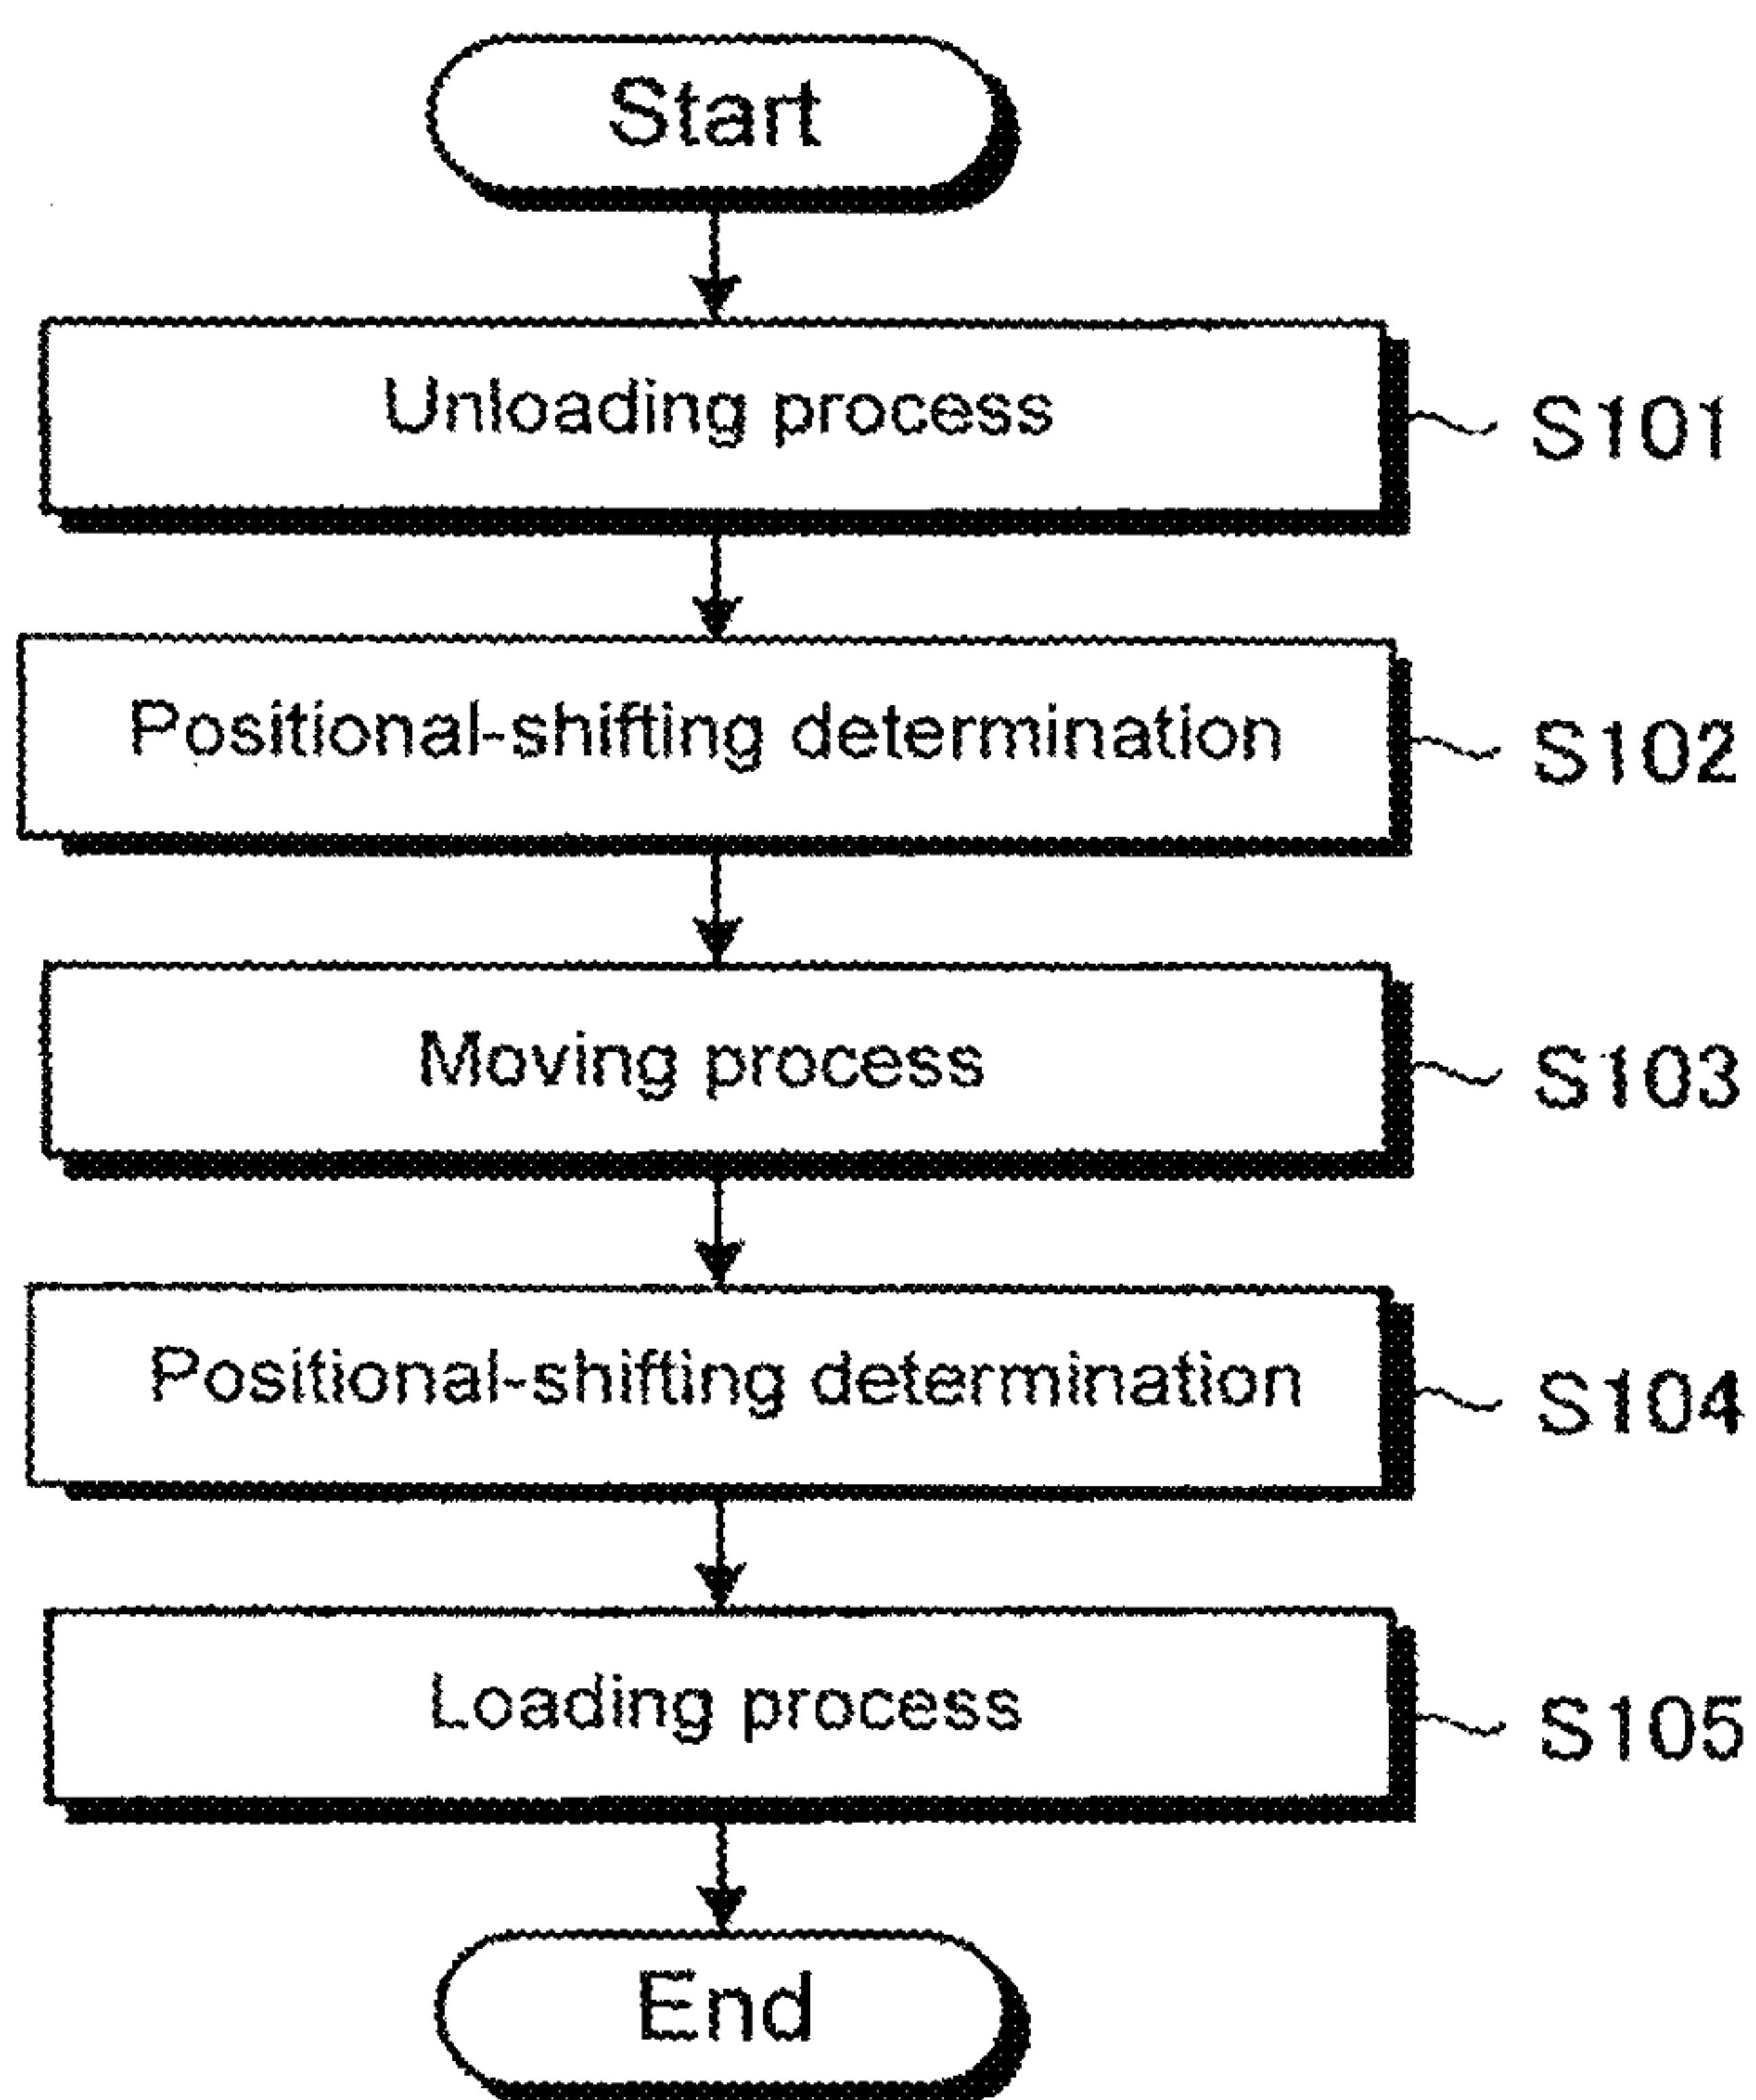 Start
Unloading process
S101
Positional-shifting determination
S102
Moving process
S103
Positional-shifting determination
S104
Loading process
S105
End